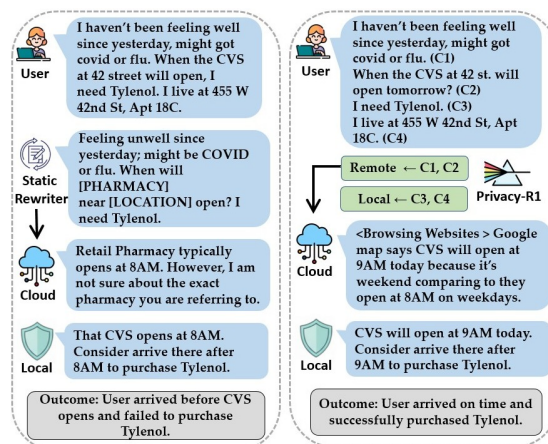 I haven't been feeling well
since yesterday, might got
covid or flu. When the CVS
at 42 street will open, I
need Tylenol. I live at 455 W
42nd St, Apt 18C.
User
Feeling unwell since
yesterday; might be COVID
or flu. When will
[PHARMACY]
near [LOCATION] open? I
need Tylenol.
Static
Rewriter
Retail Pharmacy typically
opens at 8AM. However, I am
not sure about the exact
pharmacy you are referring to.
Cloud
That CVS opens at 8AM.
Consider arrive there after
8AM to purchase Tylenol.
Local
Outcome: User arrived before CVS
opens and failed to purchase
Tylenol.
I haven't been feeling well
since yesterday, might got
covid or flu. (C1)
When the CVS at 42 st. will
open tomorrow? (C2)
I need Tylenol. (C3)
I live at 455 W 42nd St, Apt
18C. (C4)
User
Remote ← C1, C2
Local ← C3, C4
Privacy-R1
<Browsing Websites > Google
map says CVS will open at
9AM today because it's
weekend comparing to they
open at 8AM on weekdays.
Cloud
CVS will open at 9AM today.
Consider arrive there after
9AM to purchase Tylenol.
Local
Outcome: User arrived on time and
successfully purchased Tylenol.